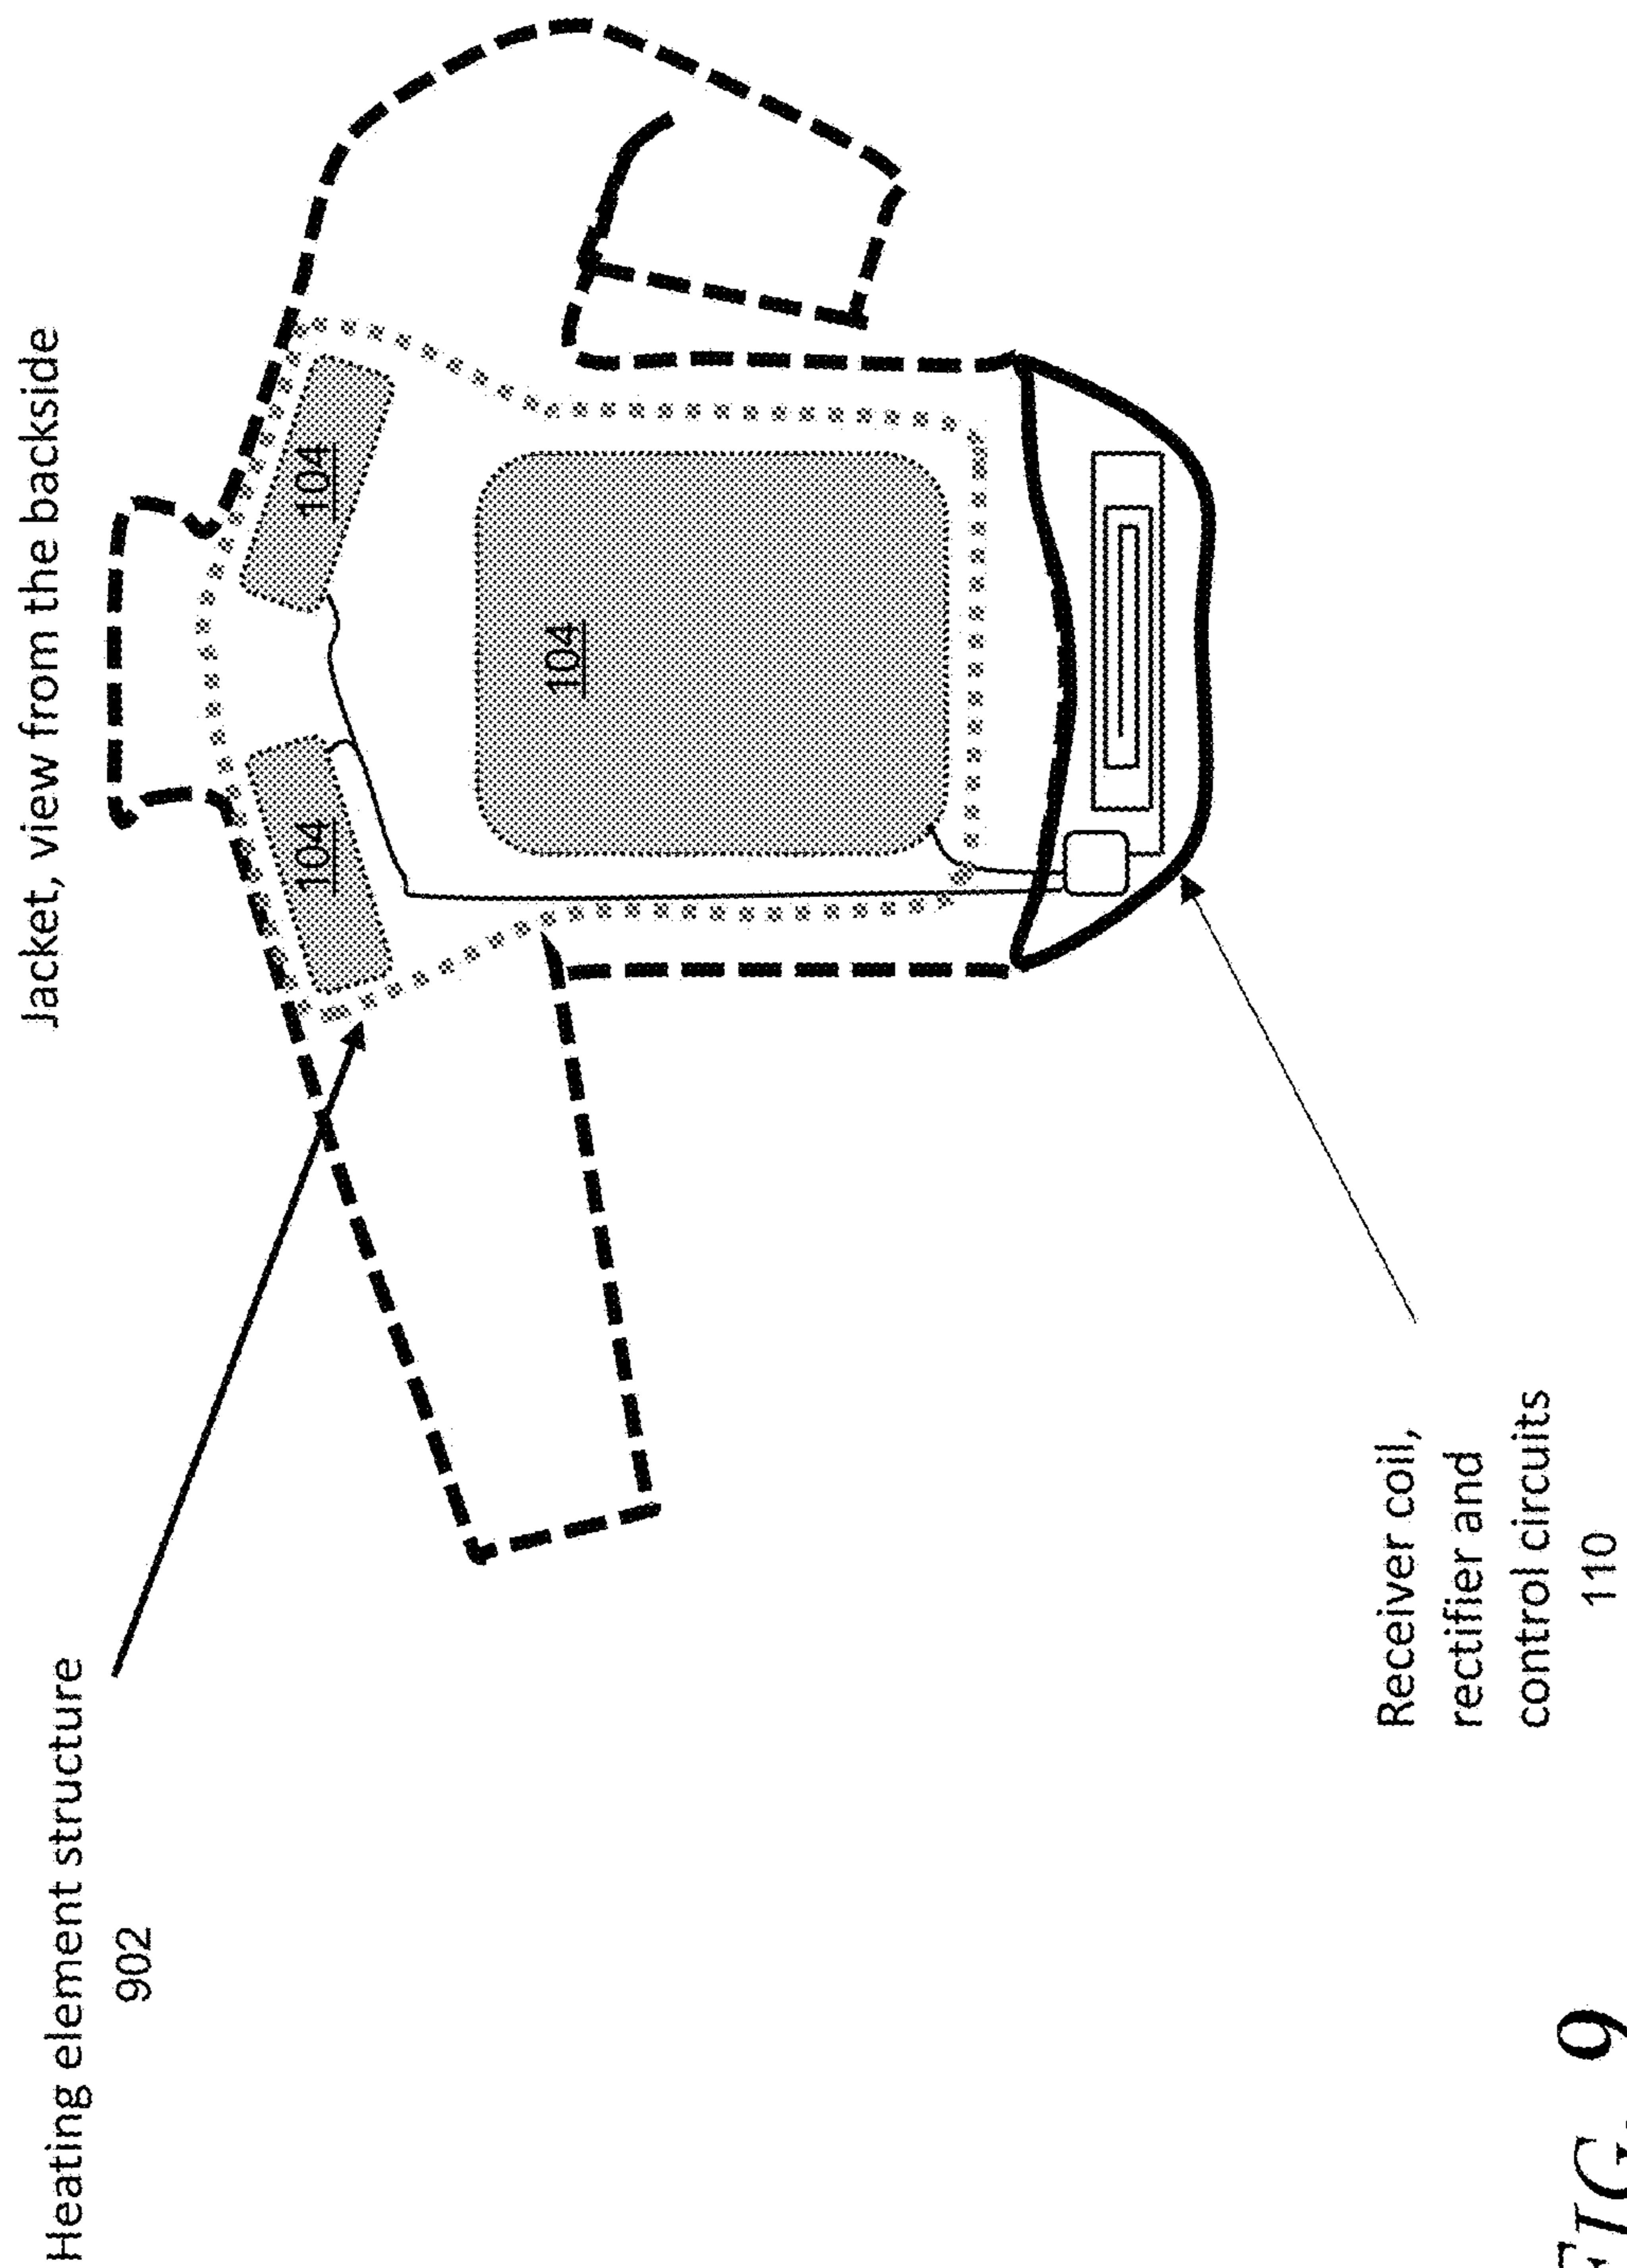 Jacket, view from the backside
Heating element structure
902
104
104
104
Receiver coil,
rectifier and
control circuits
110
FIG. 9